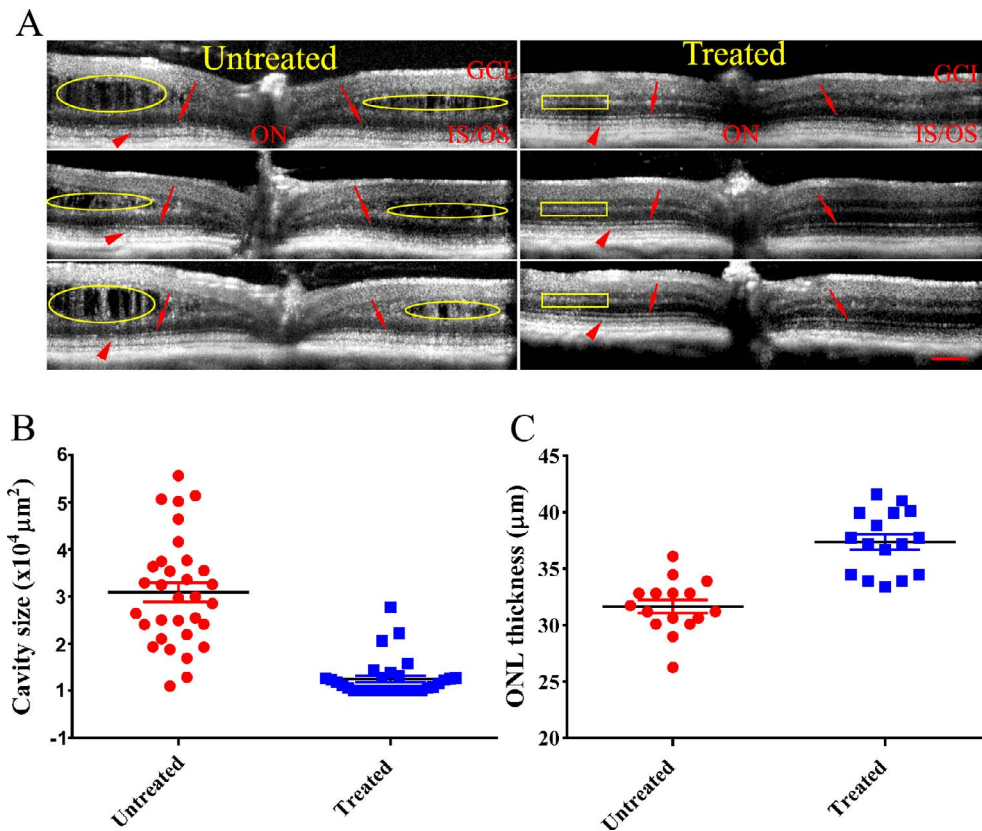 A
Untreated
Treated
GCL
GCL
ON
IS/OS
ON
IS/OS
B
Cavity size (x10⁴μm²)
6
5
4
3
2
1
-1
Untreated
Treated
C
ONL thickness (μm)
45
40
35
30
25
20
Untreated
Treated